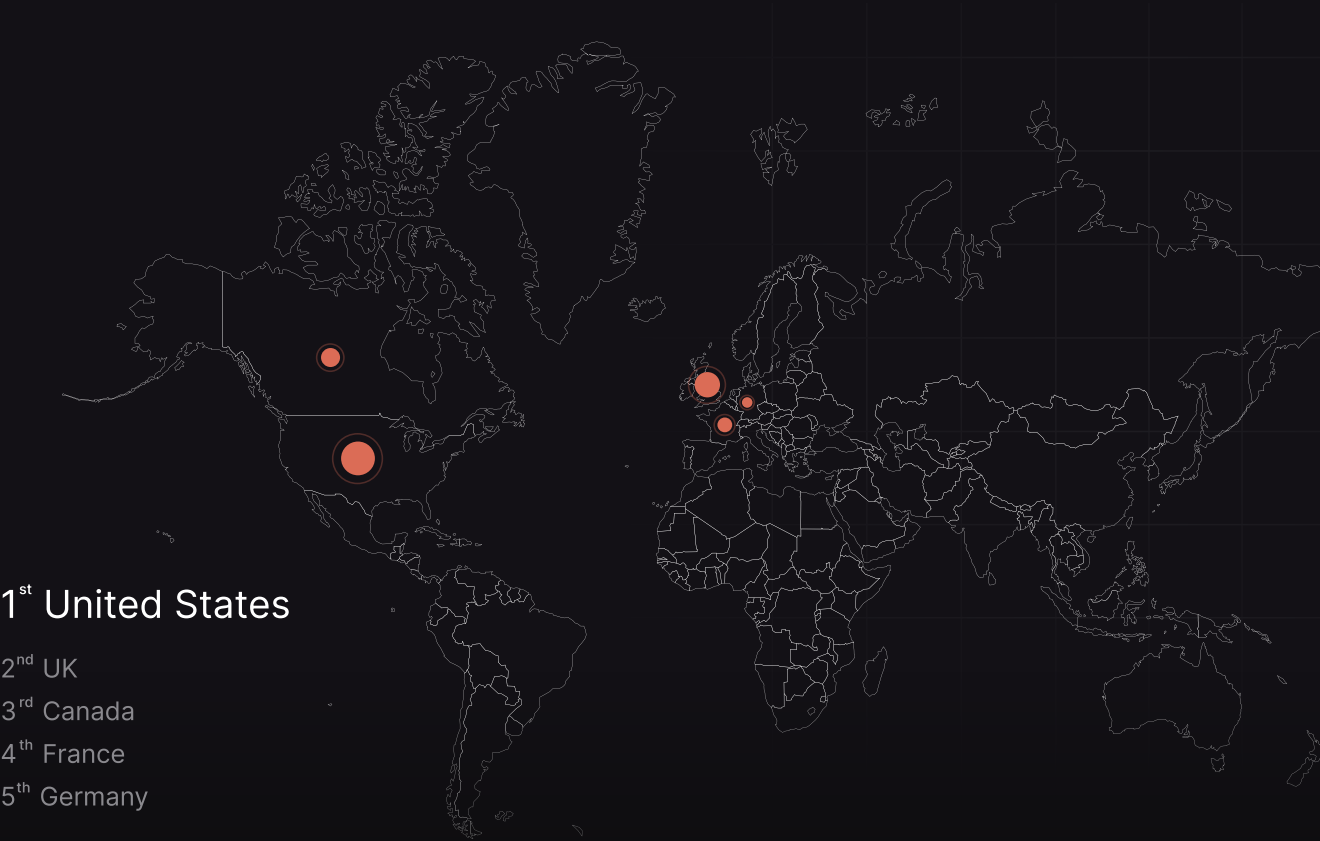 1st United States
2nd UK
3rd Canada
4th France
5th Germany